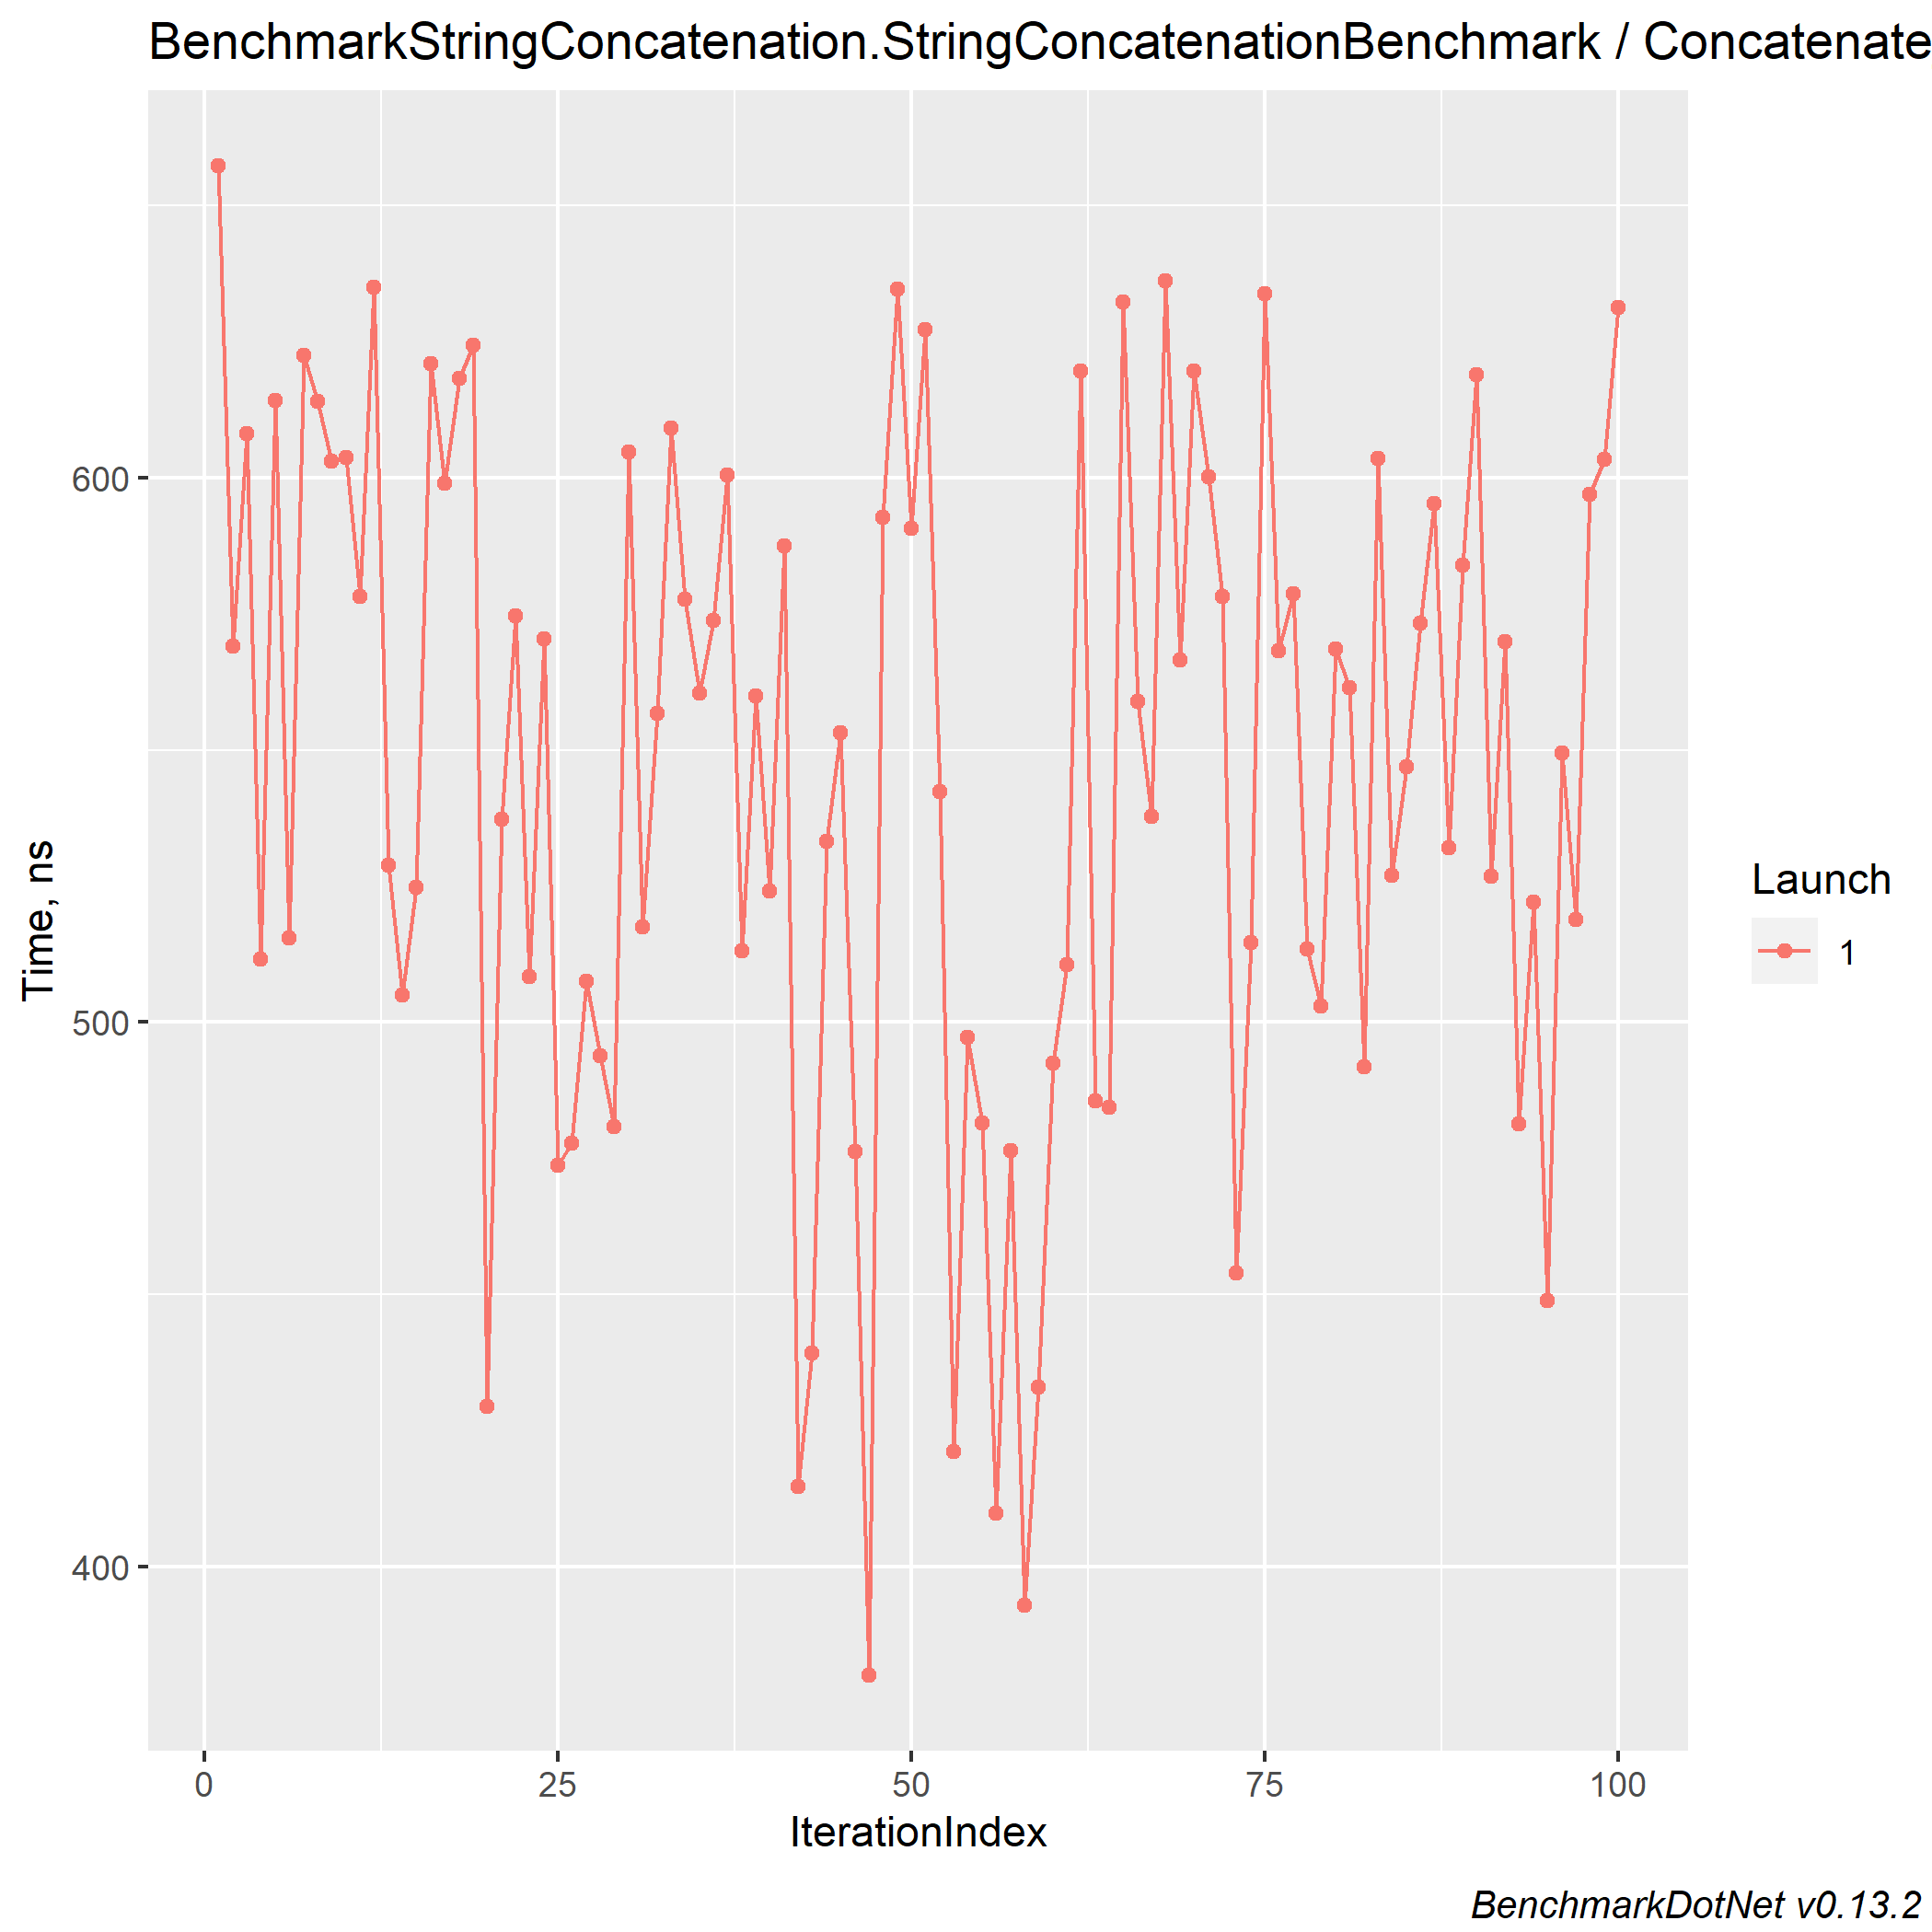 BenchmarkStringConcatenation.StringConcatenationBenchmark / Concatenate
600
500
400
Time, ns
0 25 50 75 100
IterationIndex
Launch
1
BenchmarkDotNet v0.13.2